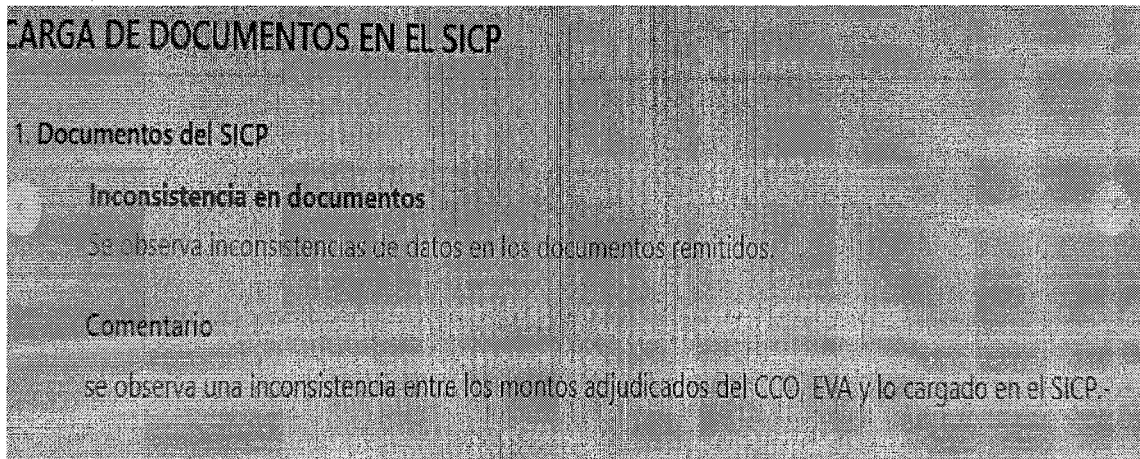 CARGA DE DOCUMENTOS EN EL SICP
1. Documentos del SICP
Inconsistencia en documentos
Se observa inconsistencias de datos en los documentos remitidos.
Comentario
se observa una inconsistencia entre los montos adjudicados del CCO, EVA y lo cargado en el SICP.-